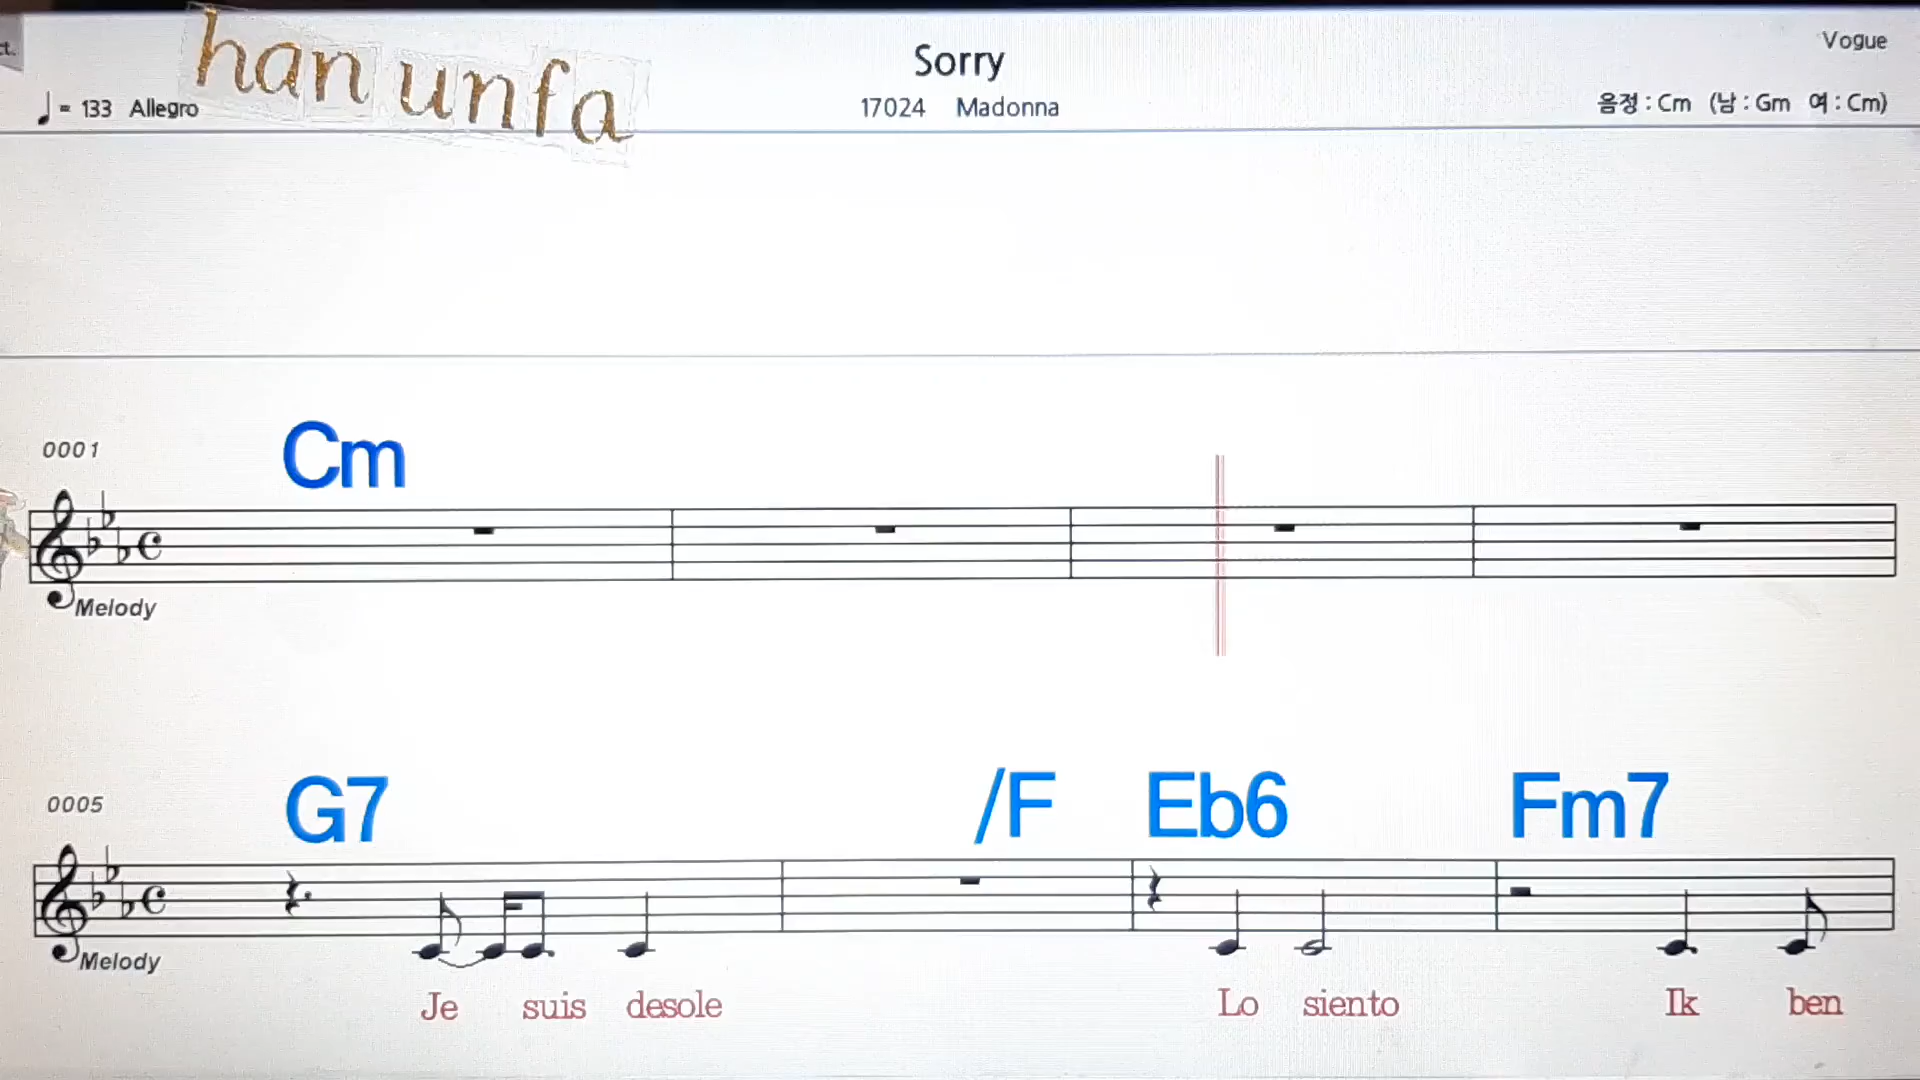 ct.
han unfa
Sorry
Vogue
= 133 Allegro
17024 Madonna
음정 : Cm (남 : Gm 여 : Cm)
0001
Cm
Melody
0005
G7 /F Eb6 Fm7
Melody
Je suis desole Lo siento Ik ben